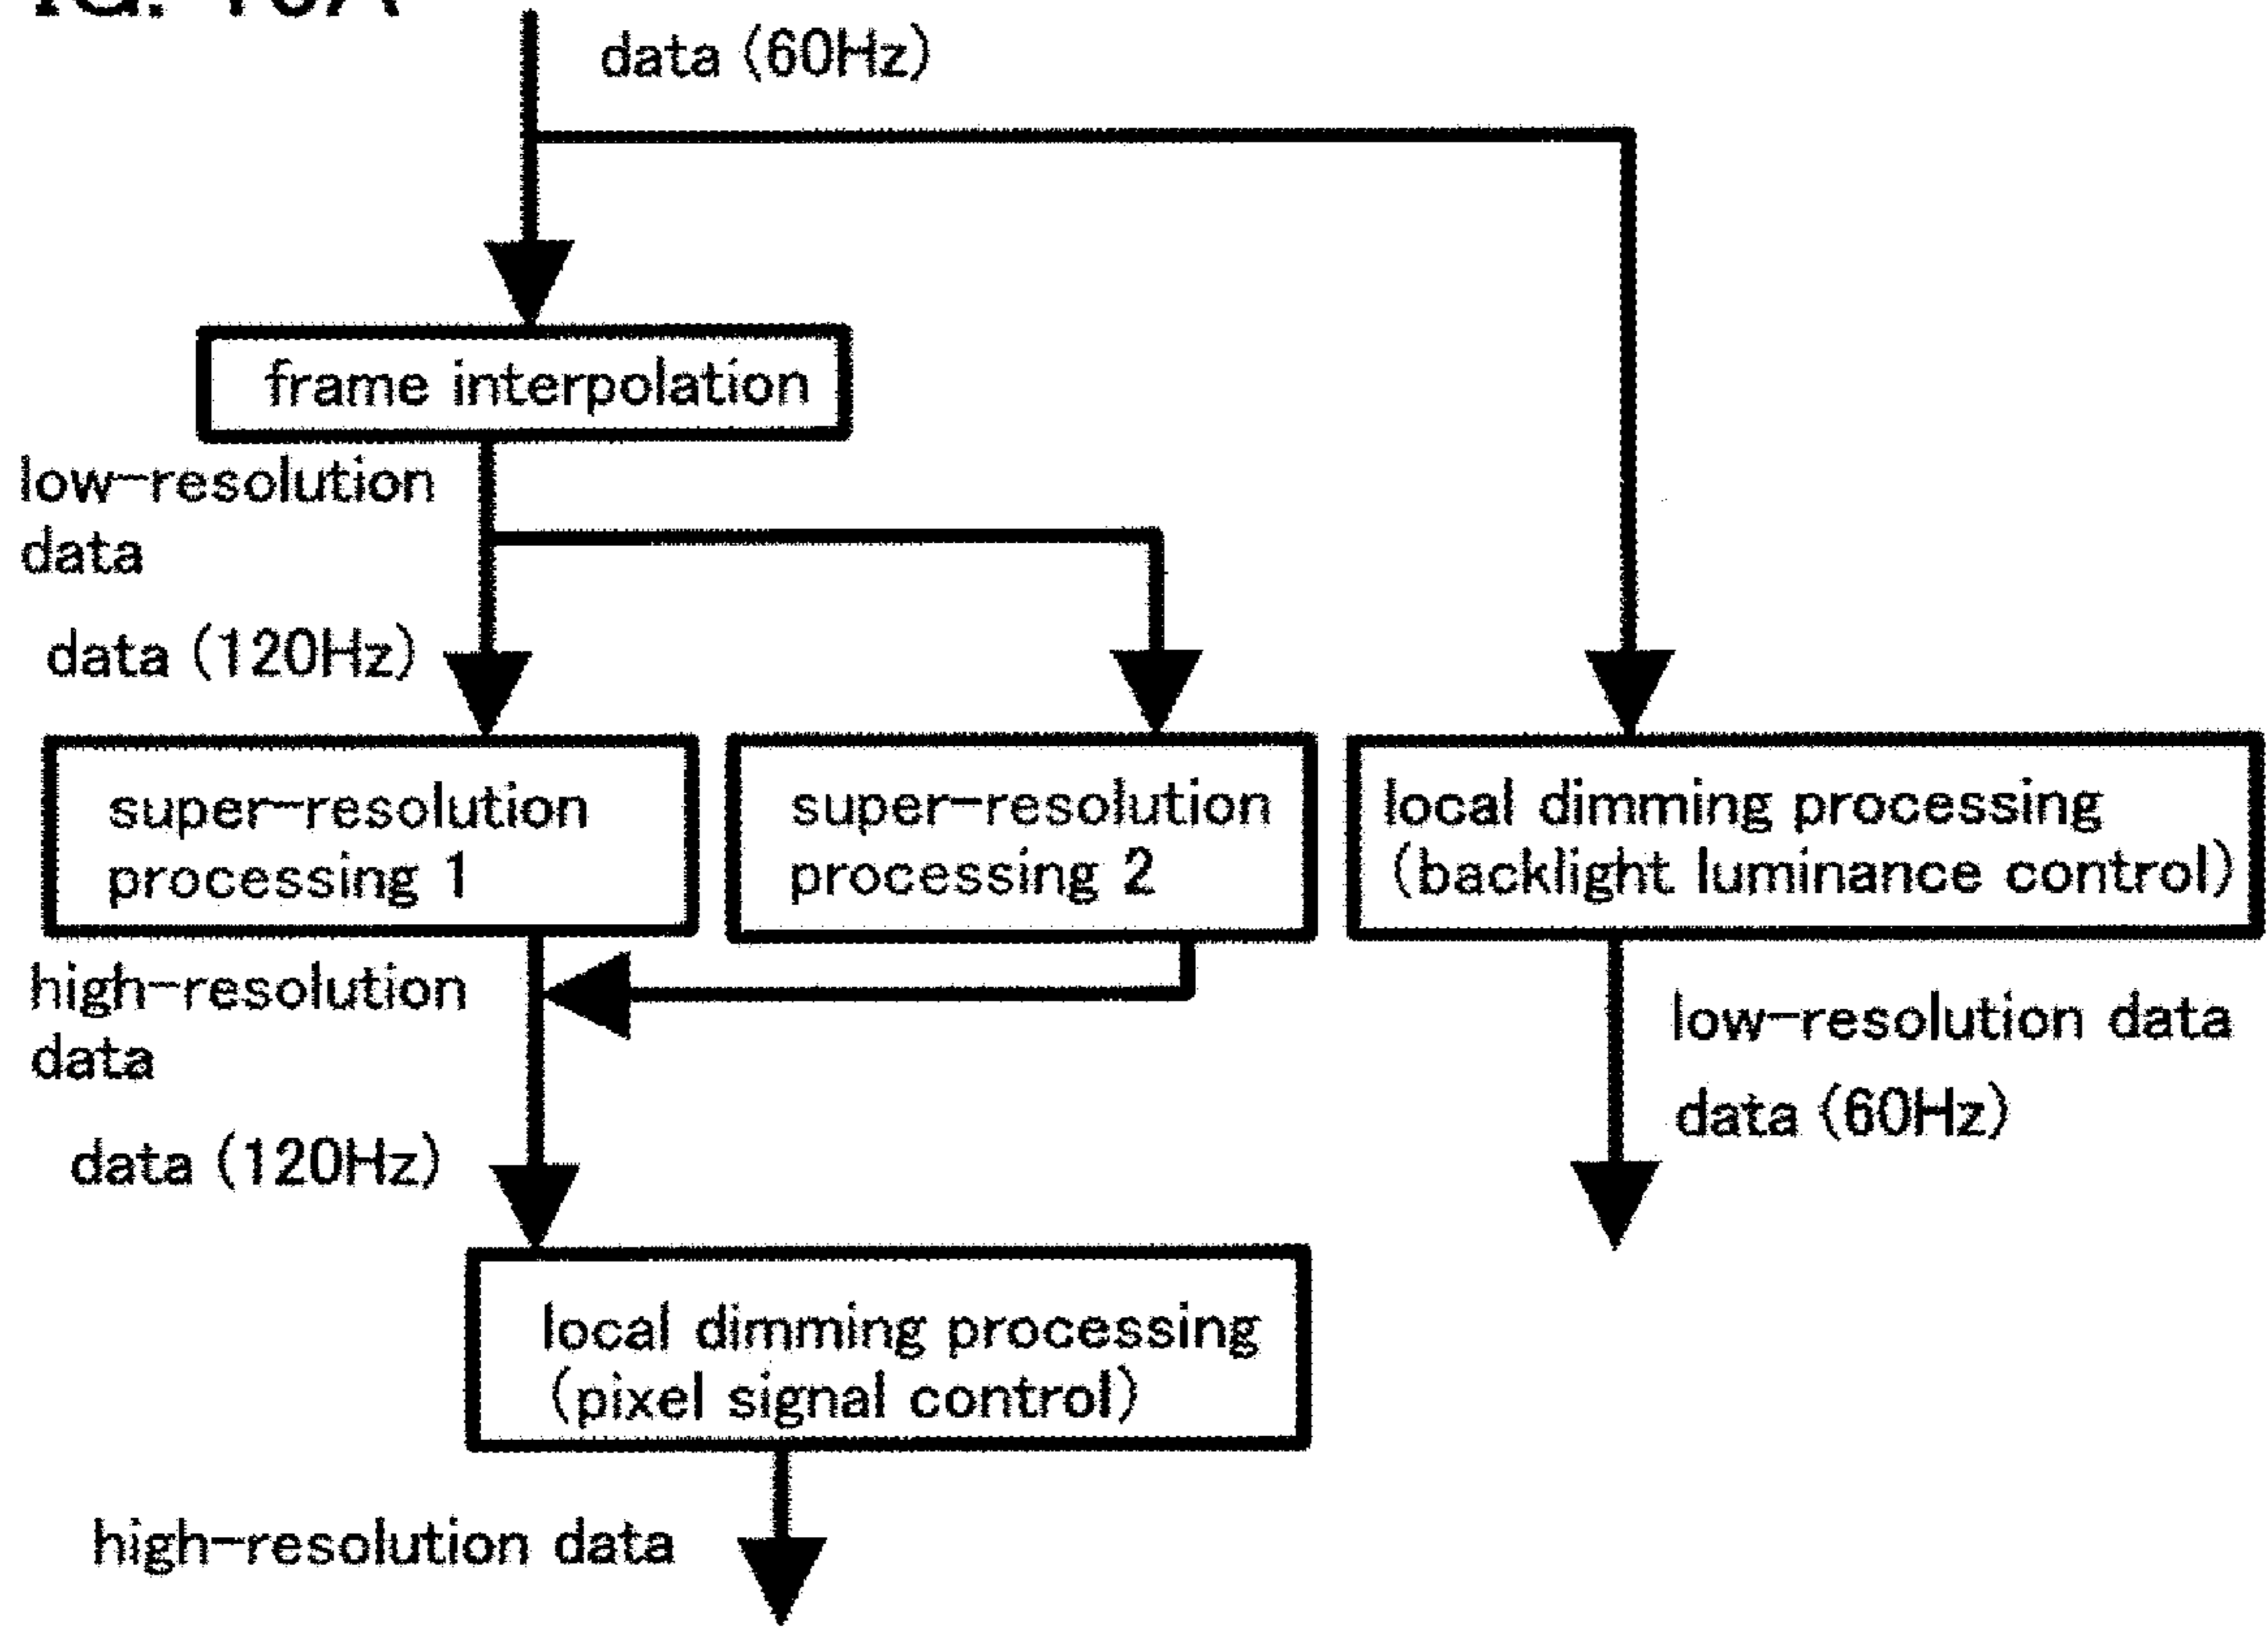 data (60Hz)
frame interpolation
low-resolution
data
data (120Hz)
super-resolution
processing 1
super-resolution
processing 2
local dimming processing
(backlight luminance control)
high-resolution
data
data (120Hz)
low-resolution data
data (60Hz)
local dimming processing
(pixel signal control)
high-resolution data